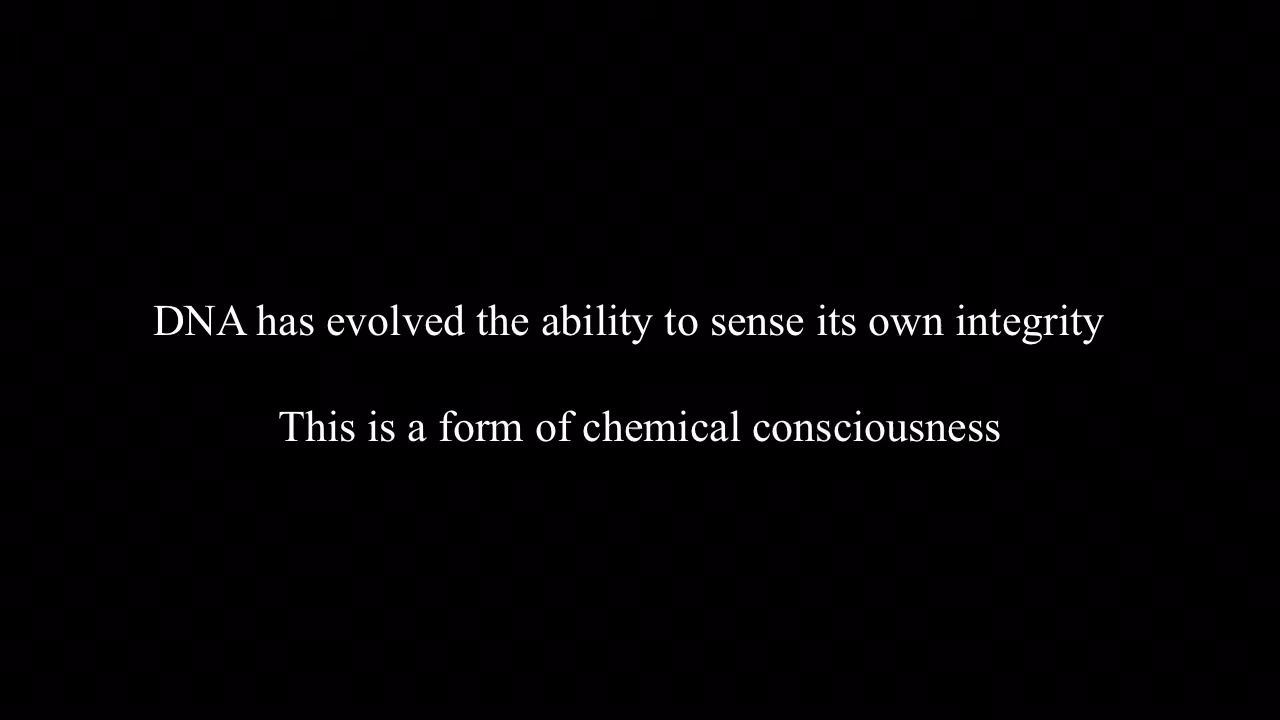 DNA has evolved the ability to sense its own integrity
This is a form of chemical consciousness